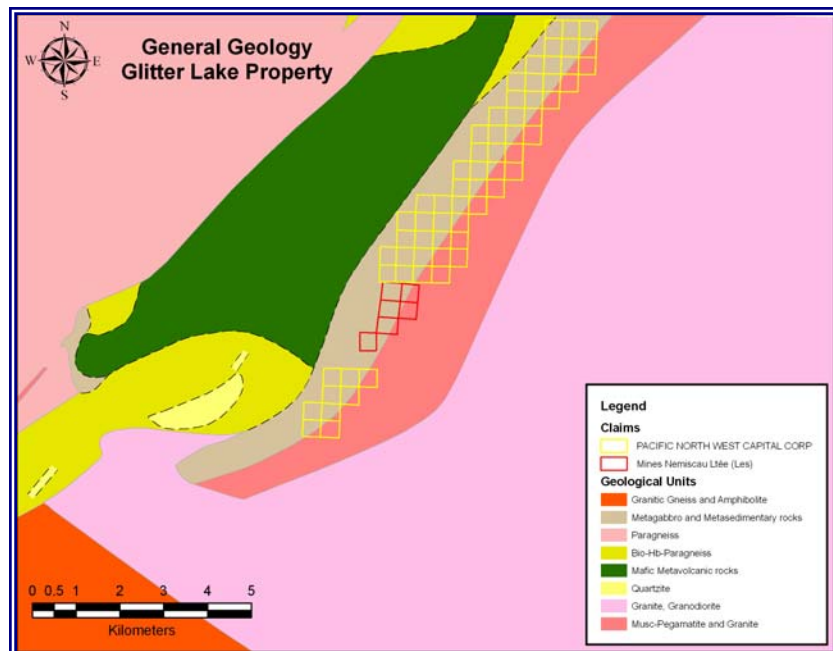 N
W E
S
General Geology
Glitter Lake Property
Legend
Claims
PACIFIC NORTH WEST CAPITAL CORP
Mines Nemiscau Ltée (Les)
Geological Units
Granitic Gneiss and Amphibolite
Metagabbro and Metasedimentary rocks
Paragneiss
Bio-Hb-Paragneiss
Mafic Metavolcanic rocks
Quartzite
Granite, Granodiorite
Musc-Pegamatite and Granite
0 0.5 1 2 3 4 5
Kilometers